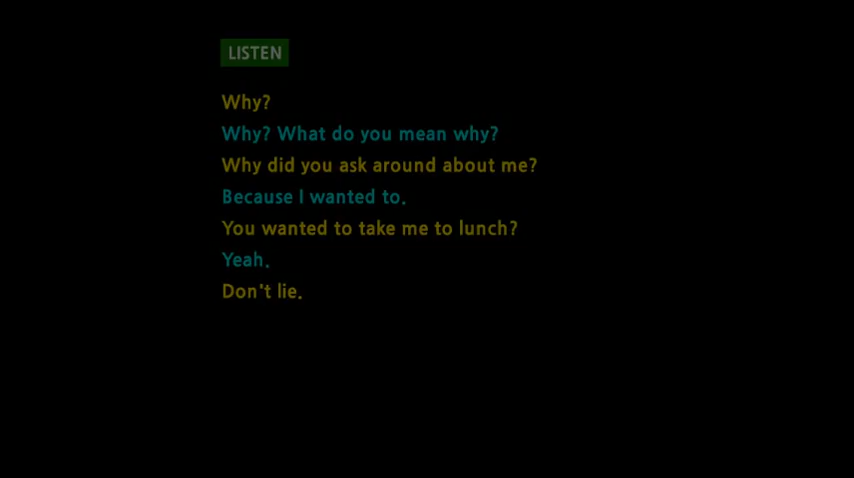 LISTEN
Why?
Why? What do you mean why?
Why did you ask around about me?
Because I wanted to.
You wanted to take me to lunch?
Yeah.
Don't lie.